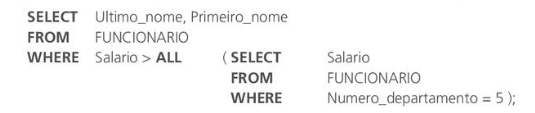 SELECT Ultimo_nome, Primeiro_nome
FROM FUNCIONARIO
WHERE Salario > ALL ( SELECT Salario
FROM FUNCIONARIO
WHERE Numero_departamento = 5 );